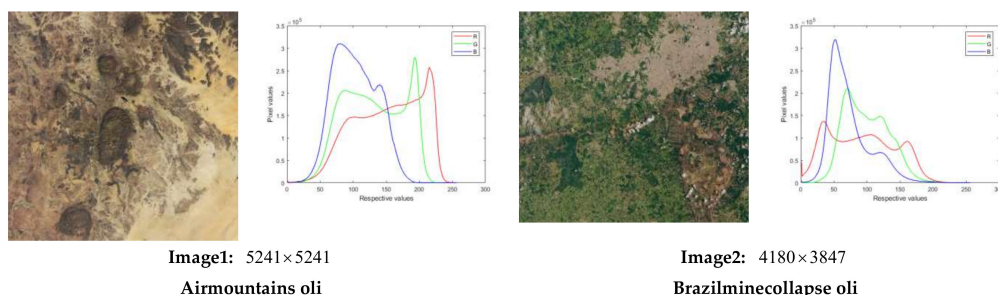 ×10⁵
3.5
3
2.5
2
1.5
1
0.5
0
Pixel values
0 50 100 150 200 250 300
Respective values
R
G
B
×10⁵
3.5
3
2.5
2
1.5
1
0.5
0
Pixel values
0 50 100 150 200 250 300
Respective values
R
G
B
Image1: 5241×5241
Airmountains oli
Image2: 4180×3847
Brazilminecollapse oli